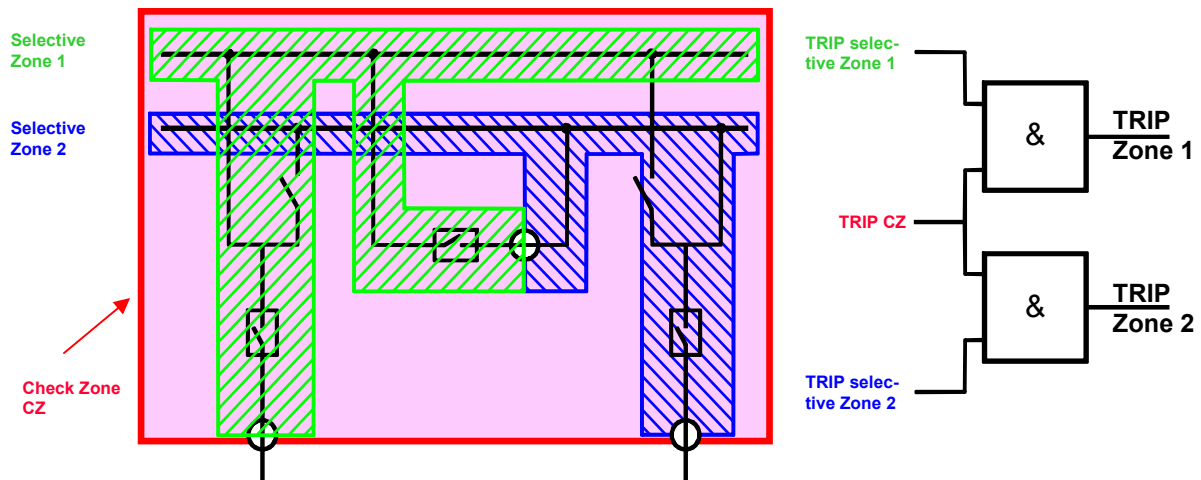 Selective
Zone 1
Selective
Zone 2
Check Zone
CZ
TRIP selec-
tive Zone 1
&
TRIP
Zone 1
TRIP CZ
&
TRIP
Zone 2
TRIP selec-
tive Zone 2